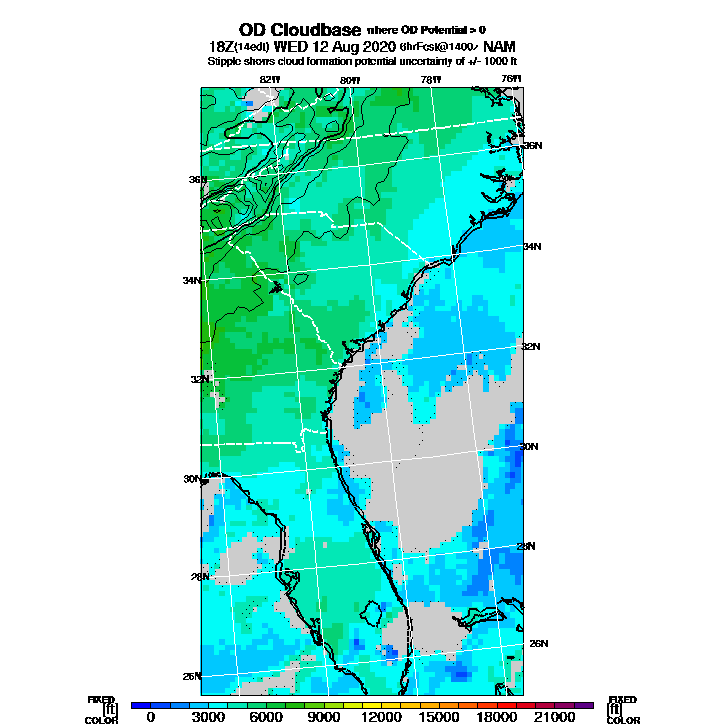 OD Cloudbase where OD Potential > 0
18Z(14edt) WED 12 Aug 2020 6hrFcst@1400z NAM
Stipple shows cloud formation potential uncertainty of +/- 1000 ft
82W 80W 78W 76W
36N
36N
34N
34N
32N
32N
30N
30N
28N
28N
26N
26N
FIXED FIXED
[ft] 0 3000 6000 9000 12000 15000 18000 21000 [ft]
COLOR COLOR